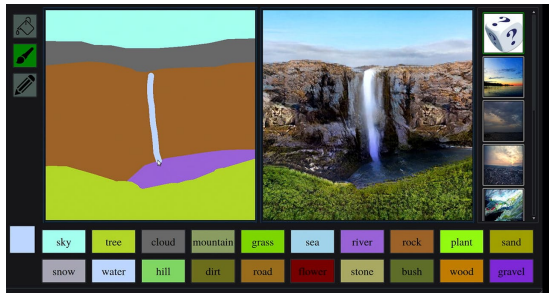 sky tree cloud mountain grass sea river rock plant sand
snow water hill dirt road flower stone bush wood gravel